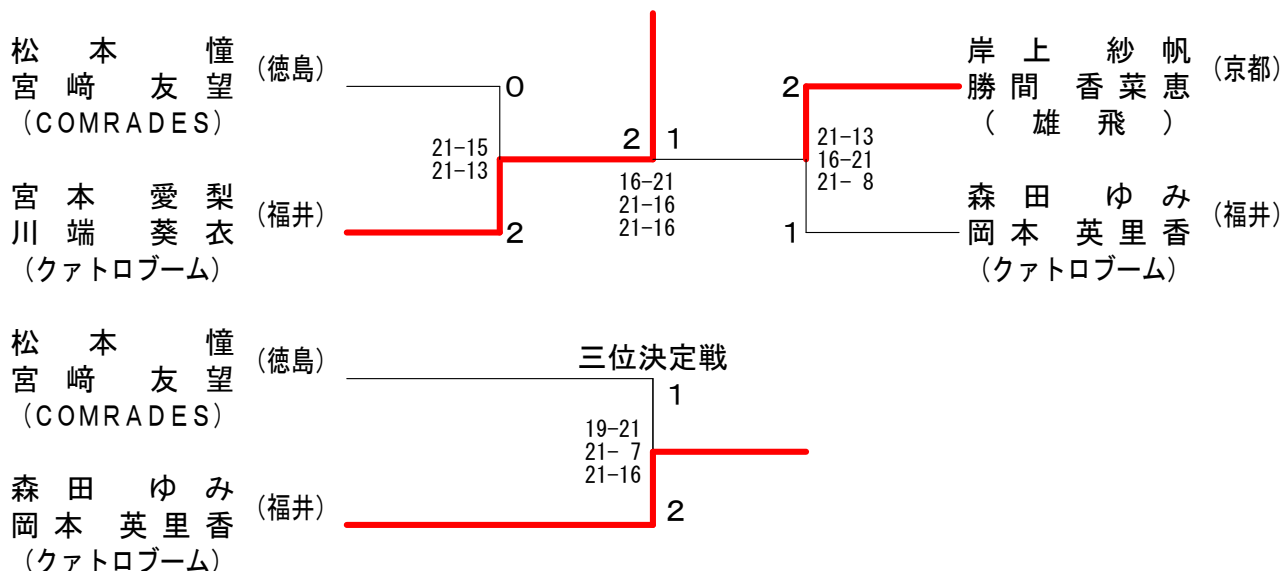 松本憧
宮﨑友望
(COMRADES)
(徳島)
0
21-15
21-13
宮本愛梨
川端葵衣
(クァトロブーム)
(福井)
2
2 1
16-21
21-16
21-16
岸上紗帆
勝間香菜恵
(雄飛)
(京都)
2
21-13
16-21
21- 8
森田ゆみ
岡本英里香
(クァトロブーム)
(福井)
1
三位決定戦
松本憧
宮﨑友望
(COMRADES)
(徳島)
1
19-21
21- 7
21-16
森田ゆみ
岡本英里香
(クァトロブーム)
(福井)
2